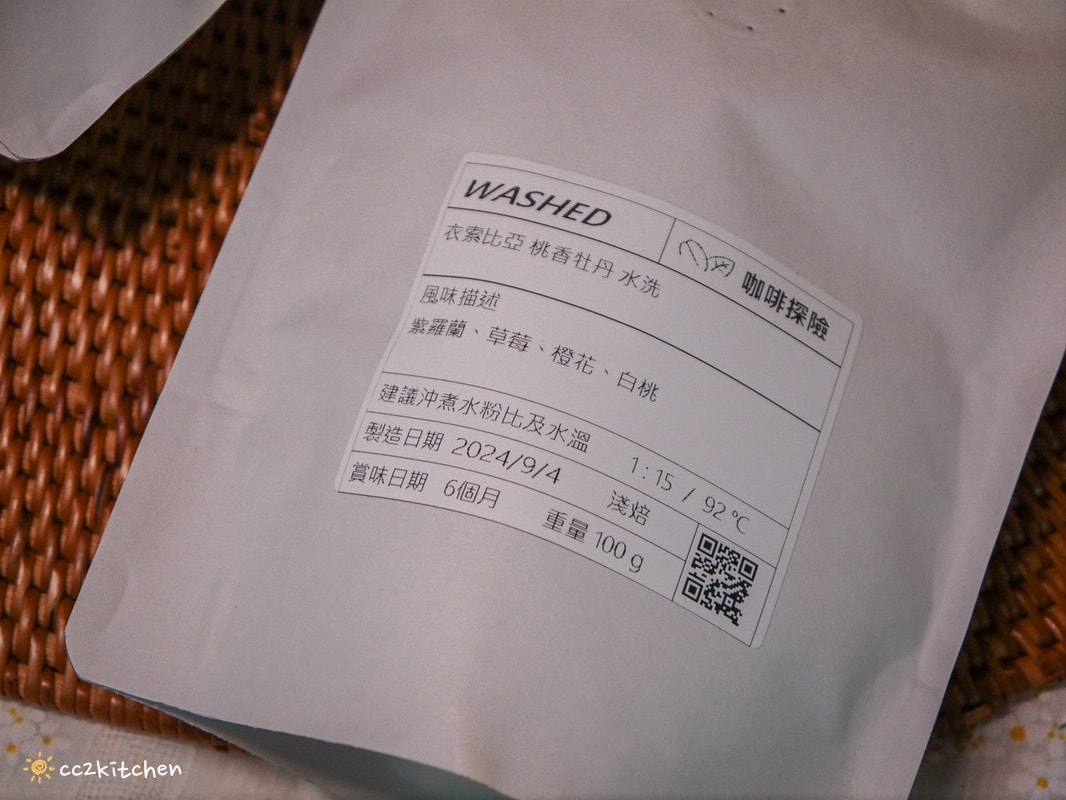 WASHED
咖啡探險
衣索比亞 桃香牡丹 水洗
風味描述
紫羅蘭、草莓、橙花、白桃
建議沖煮水粉比及水溫 1:15 / 92 ℃
製造日期 2024/9/4 淺焙
賞味日期 6個月 重量 100 g
cc2kitchen